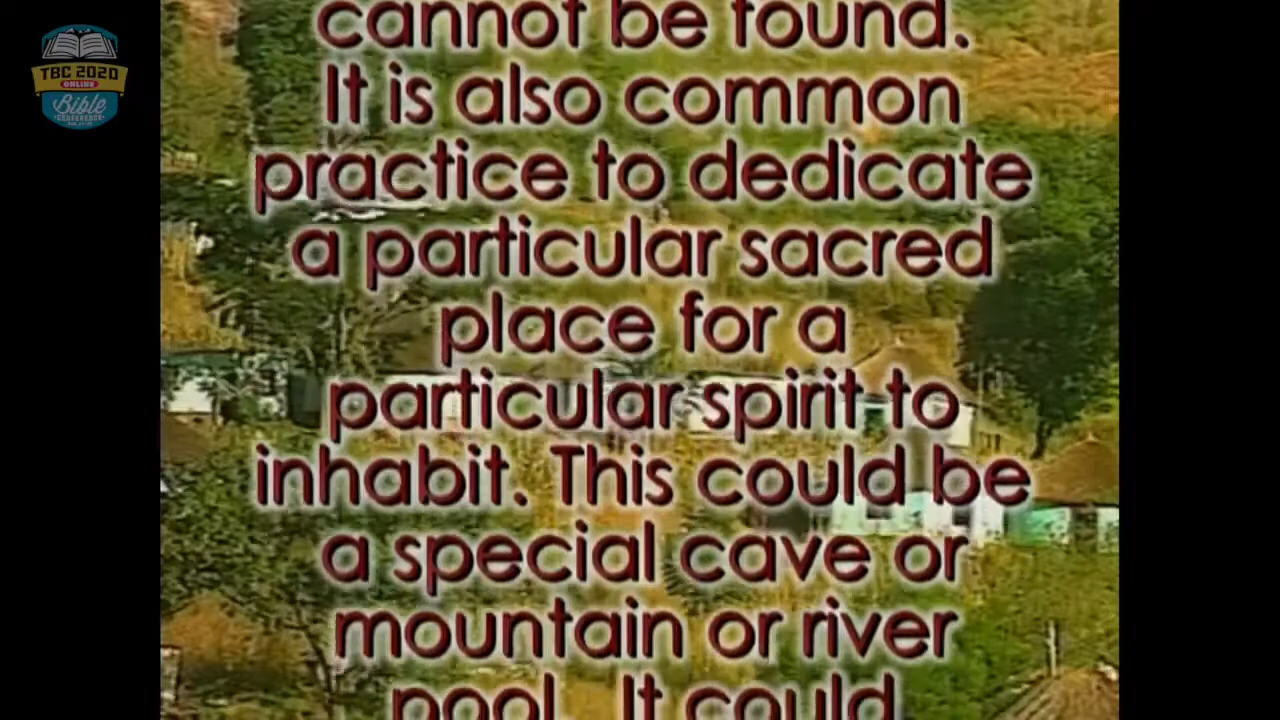 TBC 2020
ONLINE
Bible
CONFERENCE
cannot be found.
It is also common
practice to dedicate
a particular sacred
place for a
particular spirit to
inhabit. This could be
a special cave or
mountain or river
pool. It could